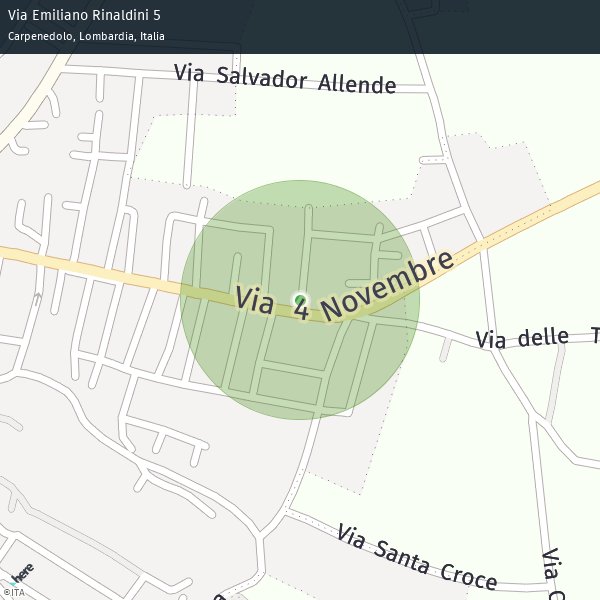 Via Emiliano Rinaldini 5
Carpenedolo, Lombardia, Italia
Via Salvador Allende
Via 4 Novembre
Via delle
Via Santa Croce
Via
here
©ITA